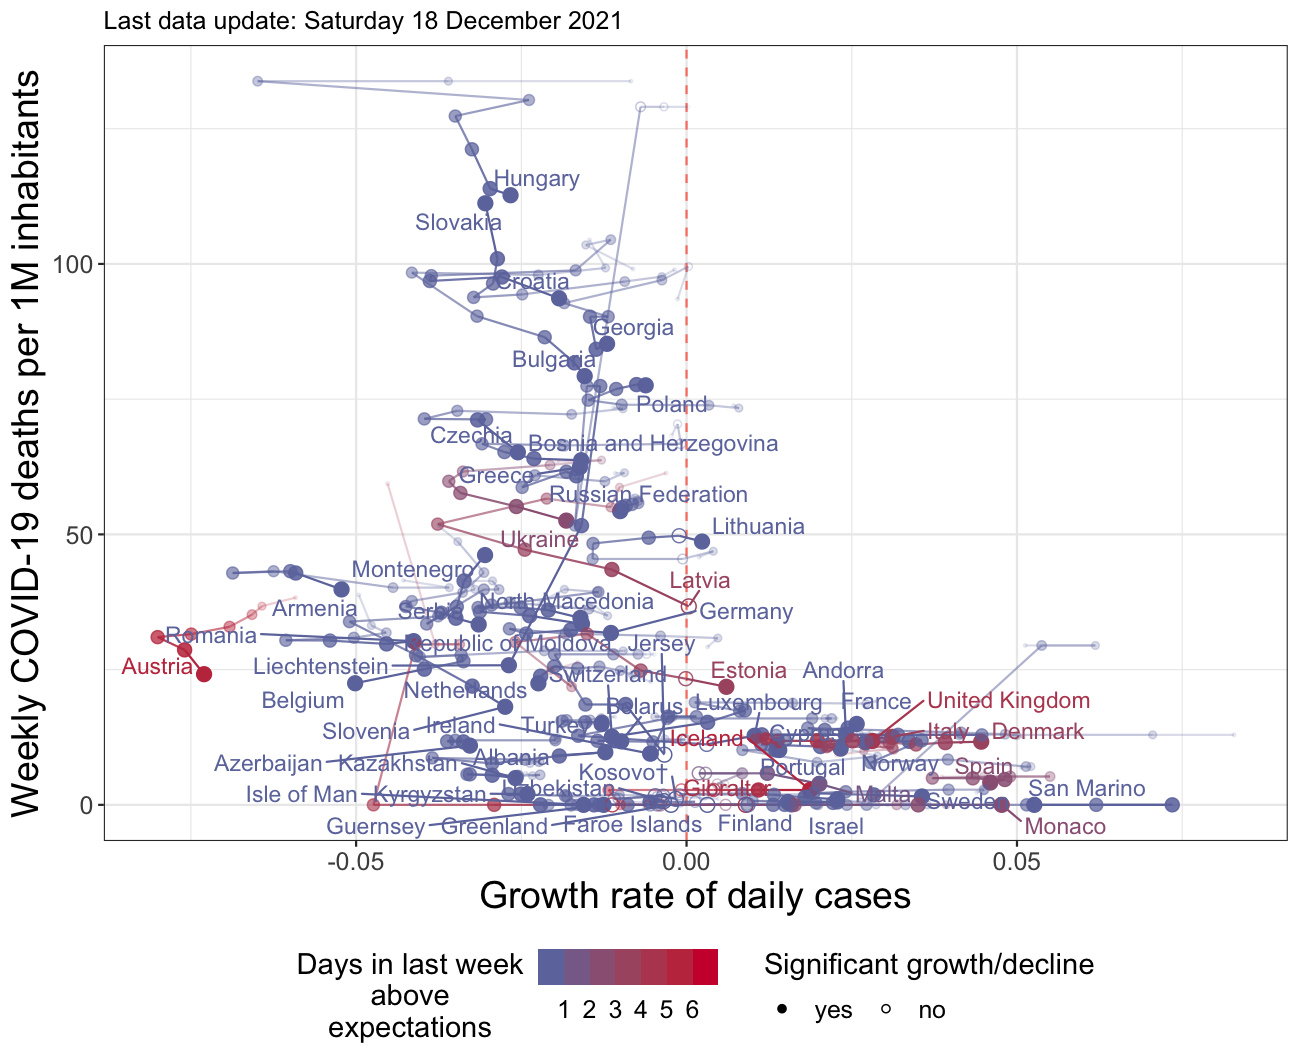 Last data update: Saturday 18 December 2021
Weekly COVID-19 deaths per 1M inhabitants
100
50
0
Hungary
Slovakia
Croatia
Georgia
Bulgaria
Poland
Czechia
Bosnia and Herzegovina
Greece
Russian Federation
Lithuania
Ukraine
Montenegro
Latvia
Armenia
Serbia
North Macedonia
Germany
Romania
Republic of Moldova
Jersey
Austria
Liechtenstein
Switzerland
Estonia
Andorra
Belgium
Netherlands
Belarus
Luxembourg
France
United Kingdom
Slovenia
Ireland
Turkey
Iceland
Cyprus
Italy
Denmark
Azerbaijan
Kazakhstan
Albania
Kosovo†
Portugal
Norway
Spain
Isle of Man
Kyrgyzstan
Uzbekistan
Gibraltar
Malta
Sweden
San Marino
Guernsey
Greenland
Faroe Islands
Finland
Israel
Monaco
-0.05
0.00
0.05
Growth rate of daily cases
Days in last week
above
expectations
1 2 3 4 5 6
Significant growth/decline
yes
no